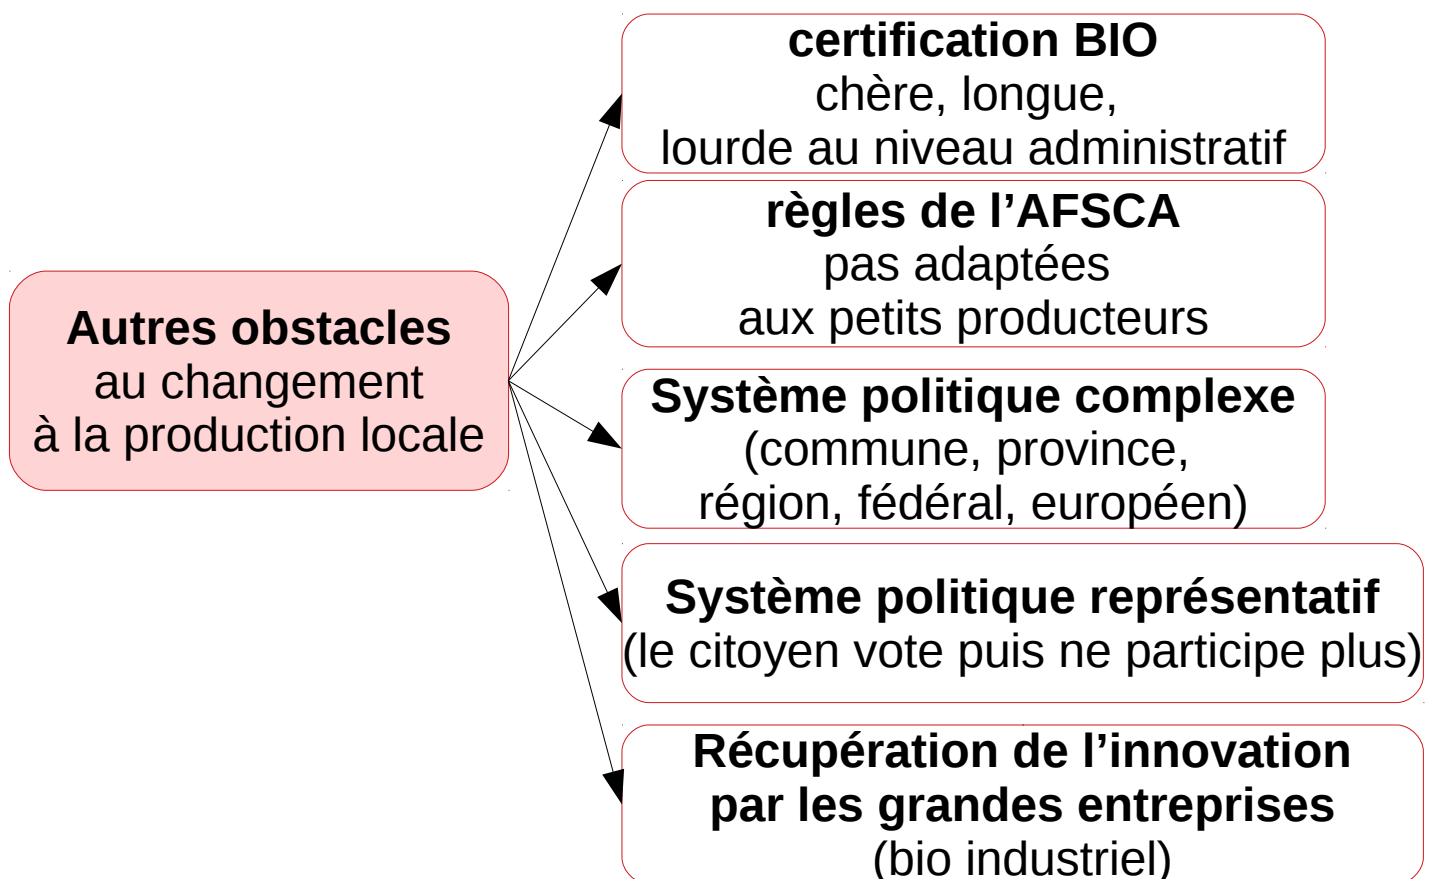 Autres obstacles
au changement
à la production locale
certification BIO
chère, longue,
lourde au niveau administratif
règles de l’AFSCA
pas adaptées
aux petits producteurs
Système politique complexe
(commune, province,
région, fédéral, européen)
Système politique représentatif
(le citoyen vote puis ne participe plus)
Récupération de l’innovation
par les grandes entreprises
(bio industriel)